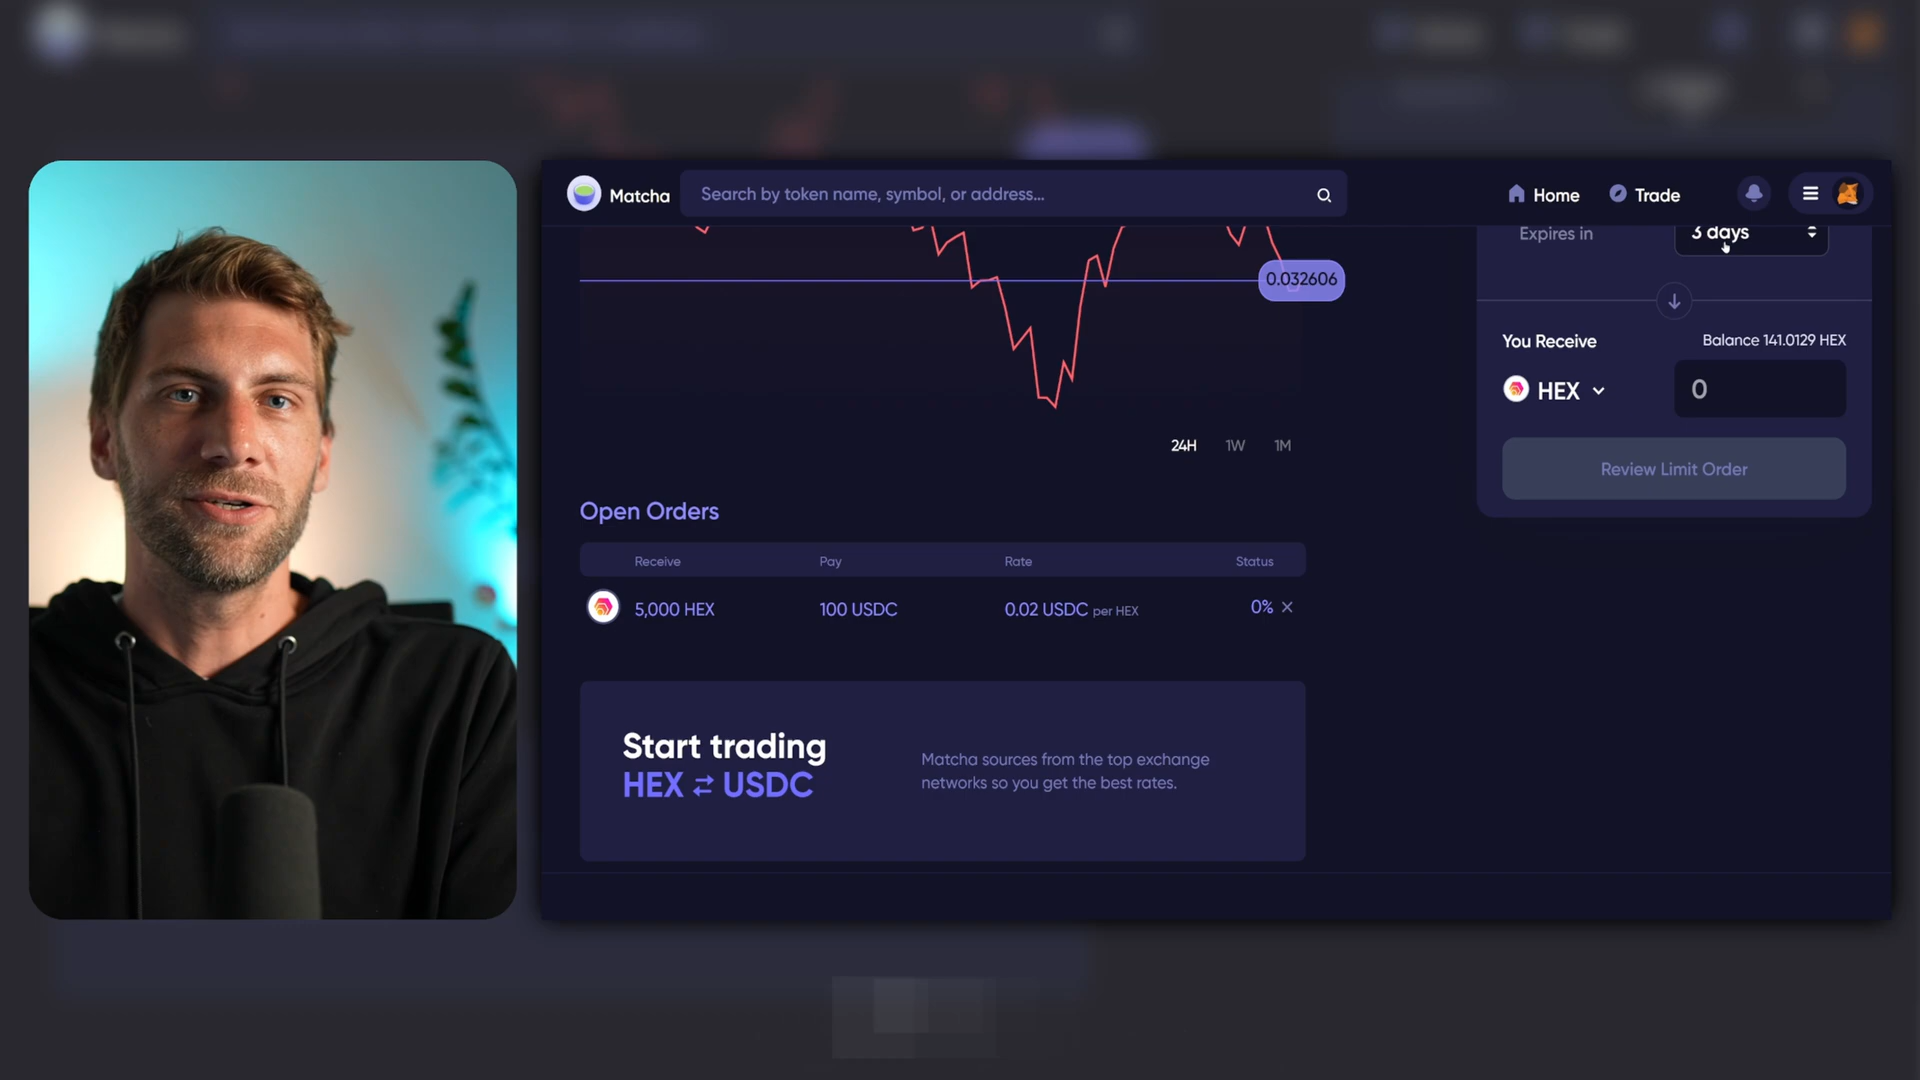 Matcha
Search by token name, symbol, or address...
Home
Trade
Expires in
3 days
0.032606
You Receive
Balance 141.0129 HEX
HEX
0
24H
1W
1M
Review Limit Order
Open Orders
Receive
Pay
Rate
Status
5,000 HEX
100 USDC
0.02 USDC per HEX
0%
Start trading
HEX ⇄ USDC
Matcha sources from the top exchange
networks so you get the best rates.